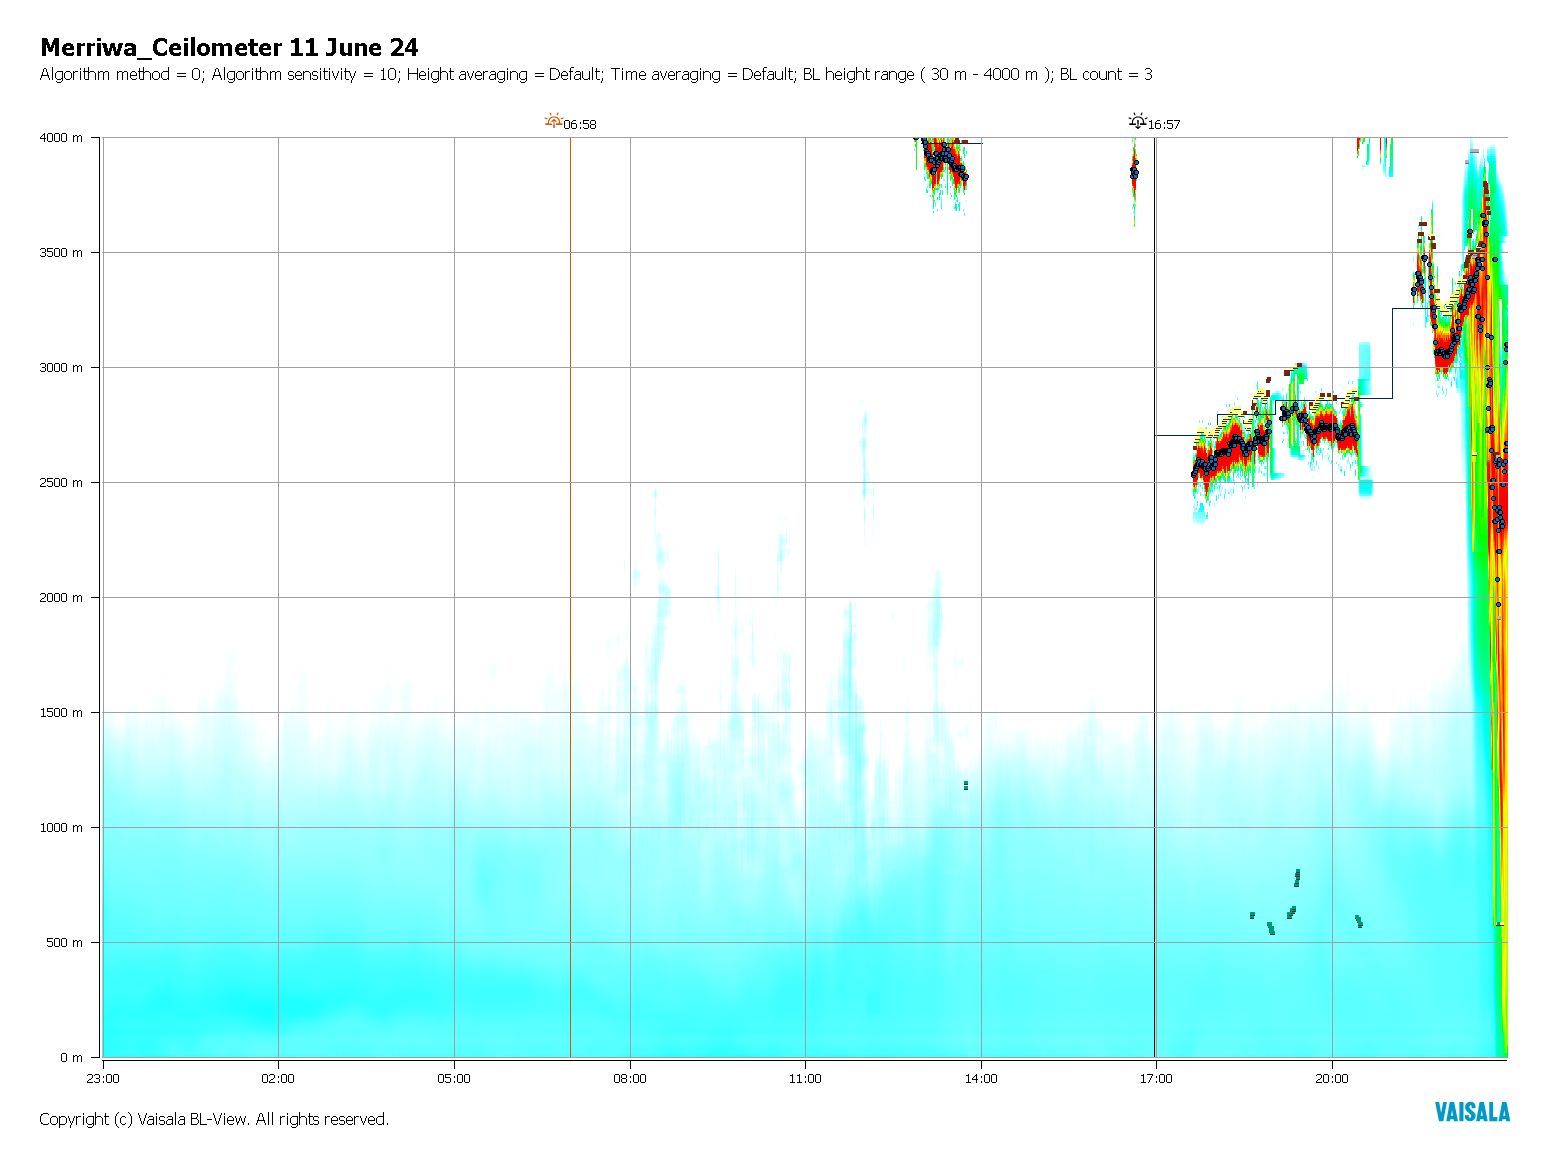 Merriwa_Ceilometer 11 June 24
Algorithm method = 0; Algorithm sensitivity = 10; Height averaging = Default; Time averaging = Default; BL height range ( 30 m - 4000 m ); BL count = 3
06:58
16:57
4000 m
3500 m
3000 m
2500 m
2000 m
1500 m
1000 m
500 m
0 m
23:00 02:00 05:00 08:00 11:00 14:00 17:00 20:00
Copyright (c) Vaisala BL-View. All rights reserved.
VAISALA